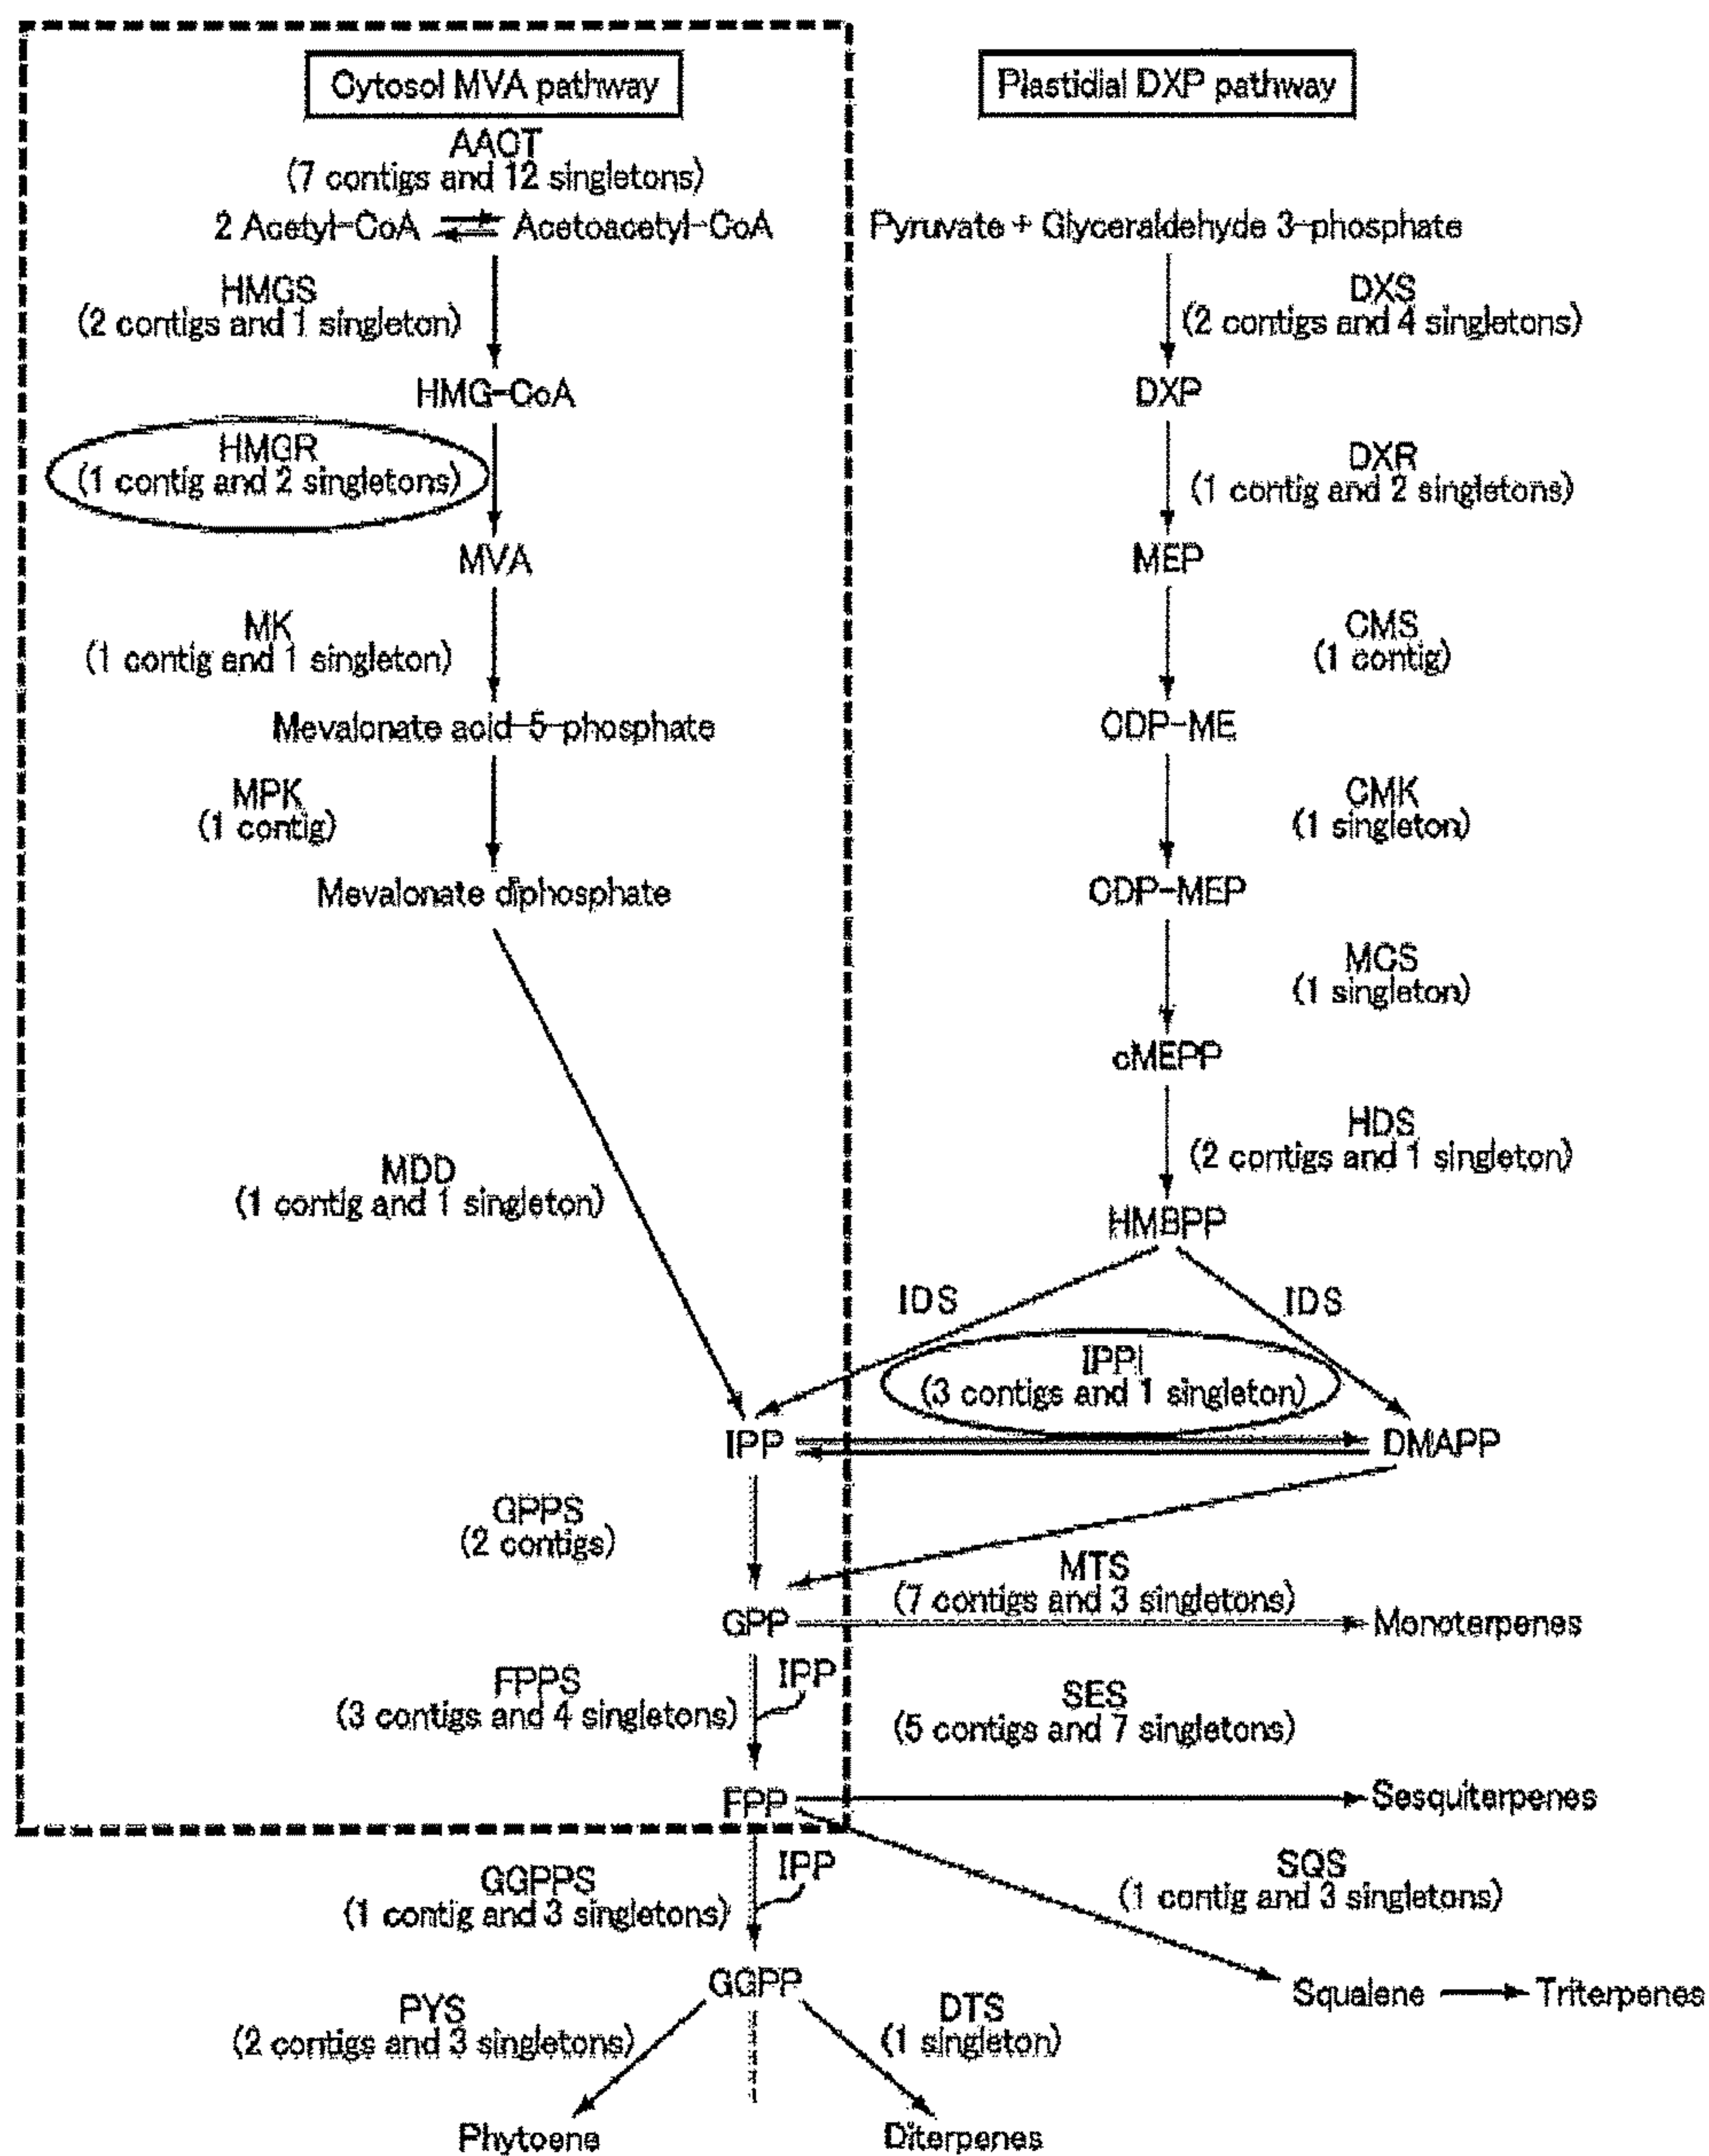 Cytosol MVA pathway
AACT
(7 contigs and 12 singletons)
2 Acetyl-CoA
Acetoacetyl-CoA
HMGS
(2 contigs and 1 singleton)
HMG-CoA
HMGR
(1 contig and 2 singletons)
MVA
MK
(1 contig and 1 singleton)
Mevalonate acid-5-phosphate
MPK
(1 contig)
Mevalonate diphosphate
MDD
(1 contig and 1 singleton)
Plastidial DXP pathway
Pyruvate + Glyceraldehyde 3-phosphate
DXS
(2 contigs and 4 singletons)
DXP
DXR
(1 contig and 2 singletons)
MEP
CMS
(1 contig)
CDP-ME
CMK
(1 singleton)
CDP-MEP
MCS
(1 singleton)
cMEPP
HDS
(2 contigs and 1 singleton)
HMBPP
IDS
IDS
IPPI
(3 contigs and 1 singleton)
IPP
DMAPP
GPPS
(2 contigs)
MTS
(7 contigs and 3 singletons)
GPP
Monoterpenes
FPPS
(3 contigs and 4 singletons)
IPP
SES
(5 contigs and 7 singletons)
FPP
Sesquiterpenes
GGPPS
(1 contig and 3 singletons)
IPP
SQS
(1 contig and 3 singletons)
GGPP
Squalene
Triterpenes
PYS
(2 contigs and 3 singletons)
DTS
(1 singleton)
Phytoene
Diterpenes